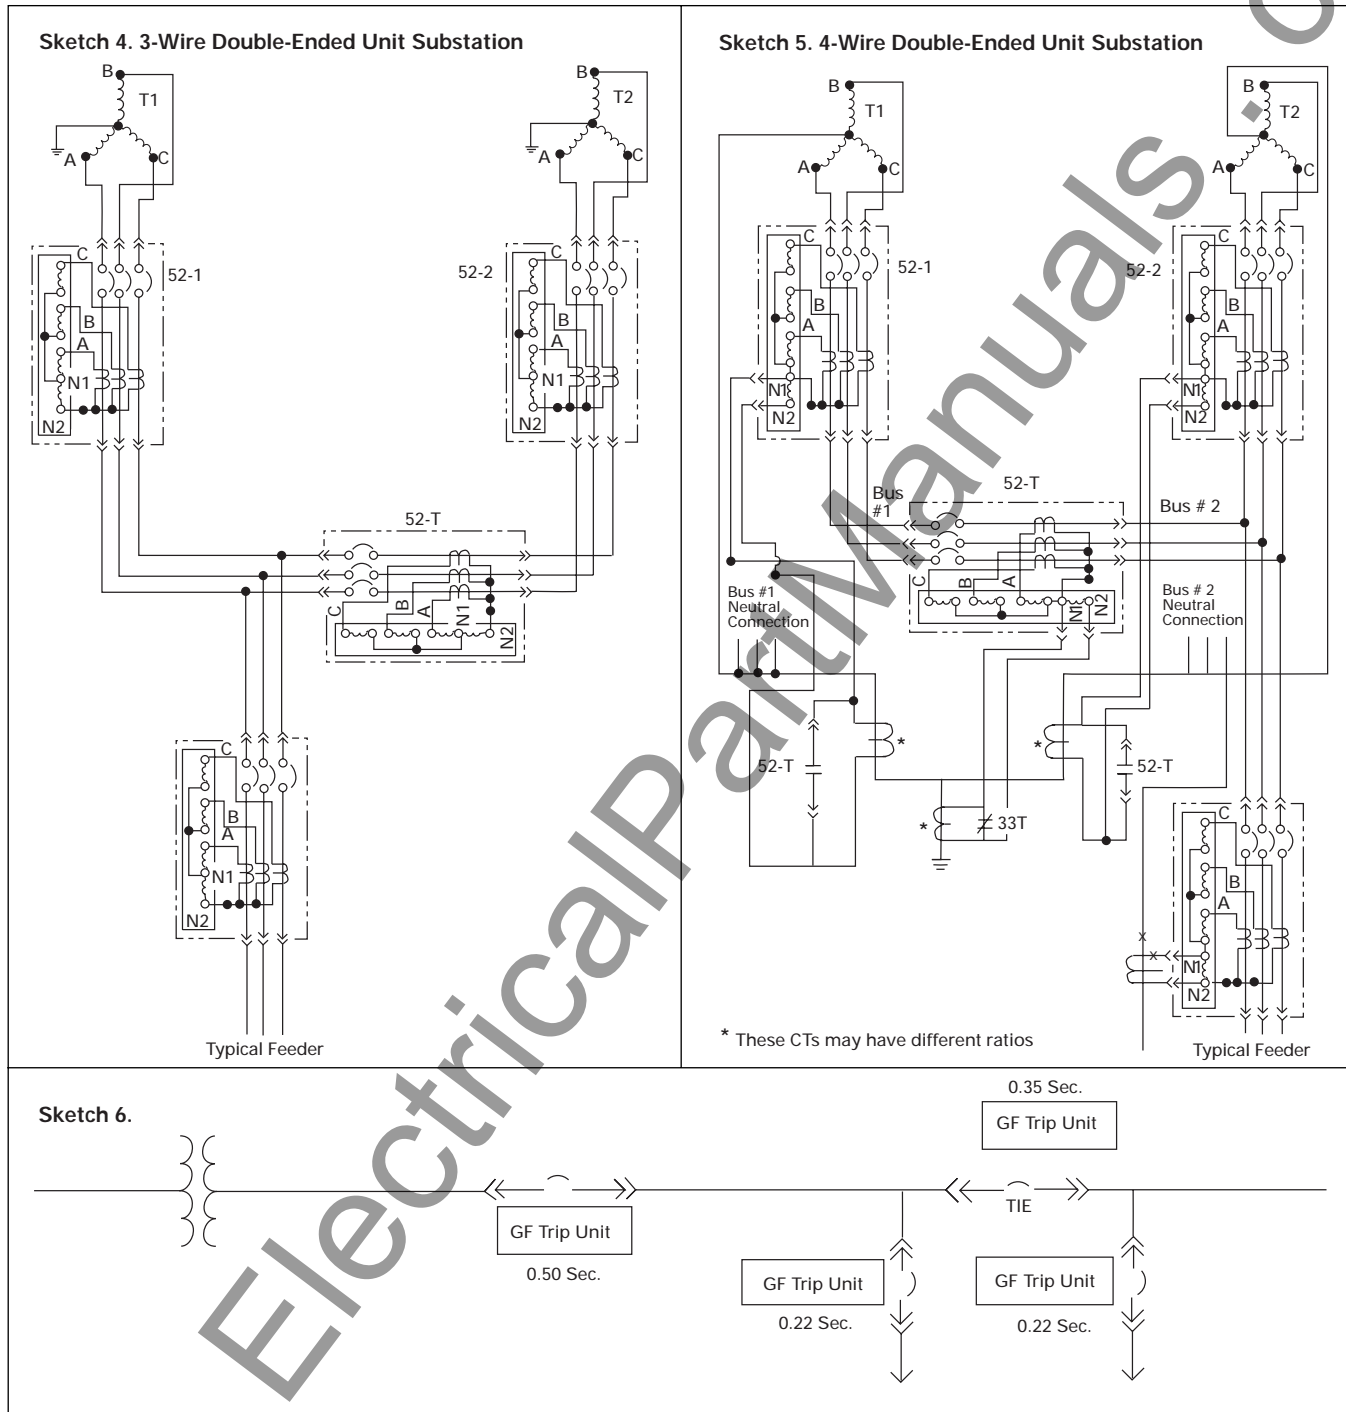 Sketch 4. 3-Wire Double-Ended Unit Substation
B
T1
A
C
B
T2
A
C
C
52-1
B
A
N1
N2
52-2
C
B
A
N1
N2
52-T
C
B
A
N1
N2
C
B
A
N1
N2
Typical Feeder
Sketch 5. 4-Wire Double-Ended Unit Substation
B
T1
A
C
B
T2
A
C
C
52-1
B
A
N1
N2
52-2
C
B
A
N1
N2
Bus
#1
52-T
Bus # 2
C
B
A
N1
N2
Bus #1
Neutral
Connection
Bus # 2
Neutral
Connection
52-T
*
*
52-T
*
33T
C
B
A
x
x
N1
N2
* These CTs may have different ratios
Typical Feeder
Sketch 6.
0.35 Sec.
GF Trip Unit
TIE
GF Trip Unit
0.50 Sec.
GF Trip Unit
0.22 Sec.
GF Trip Unit
0.22 Sec.
ElectricalPartManuals .